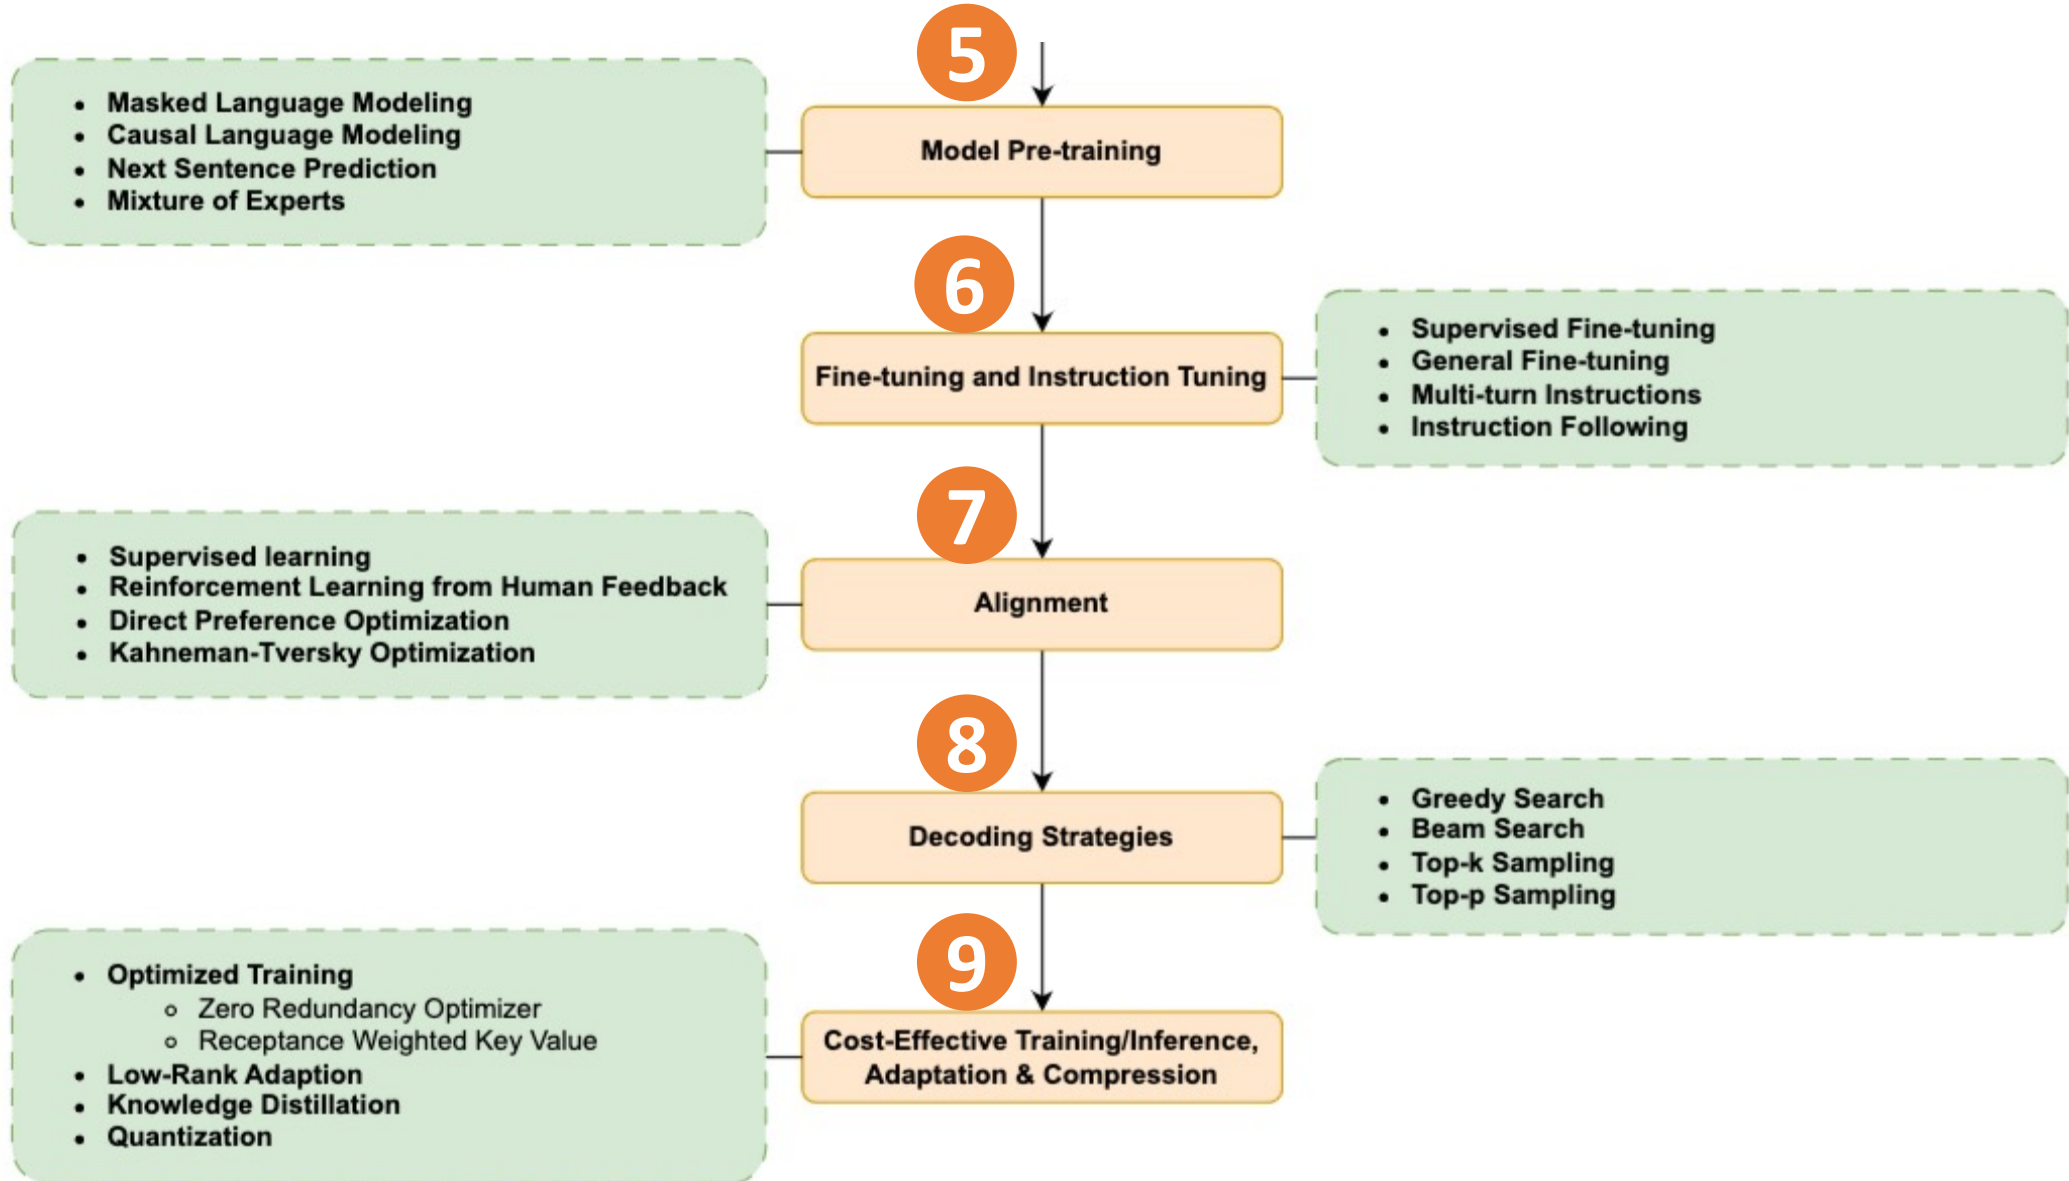 5
• Masked Language Modeling
• Causal Language Modeling
• Next Sentence Prediction
• Mixture of Experts
Model Pre-training
6
Fine-tuning and Instruction Tuning
• Supervised Fine-tuning
• General Fine-tuning
• Multi-turn Instructions
• Instruction Following
7
• Supervised learning
• Reinforcement Learning from Human Feedback
• Direct Preference Optimization
• Kahneman-Tversky Optimization
Alignment
8
Decoding Strategies
• Greedy Search
• Beam Search
• Top-k Sampling
• Top-p Sampling
9
• Optimized Training
○ Zero Redundancy Optimizer
○ Receptance Weighted Key Value
• Low-Rank Adaption
• Knowledge Distillation
• Quantization
Cost-Effective Training/Inference,
Adaptation & Compression